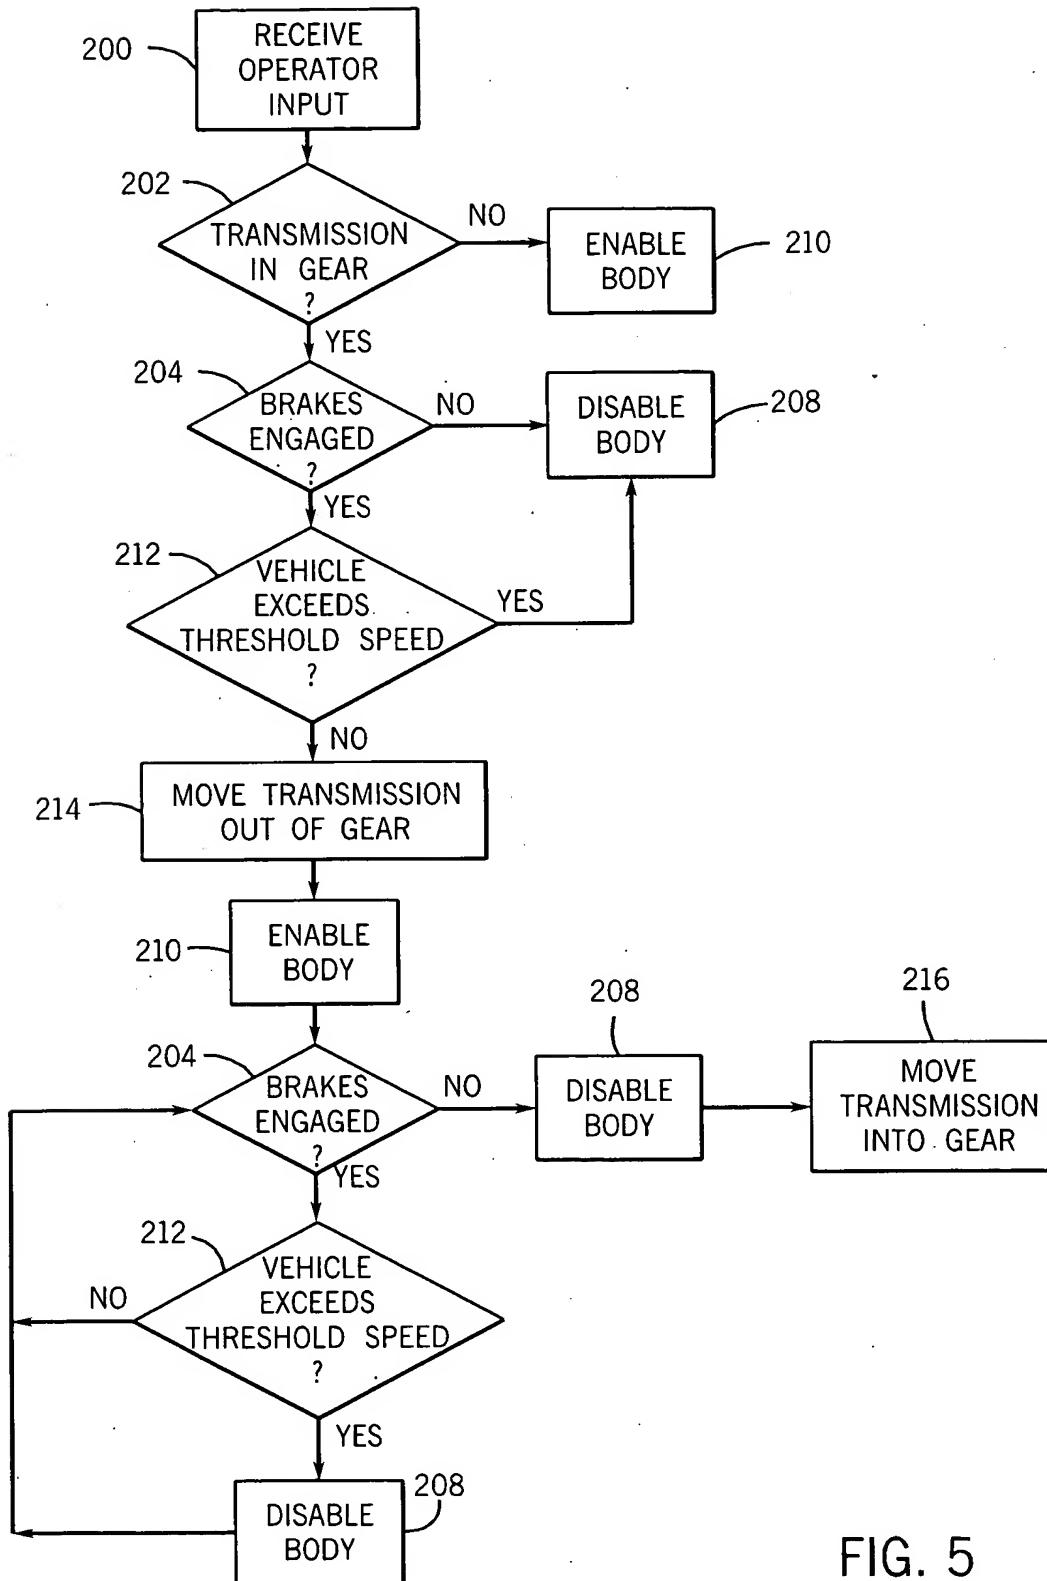 200
RECEIVE
OPERATOR
INPUT
202
TRANSMISSION
IN GEAR
?
NO
ENABLE
BODY
210
YES
204
BRAKES
ENGAGED
?
NO
DISABLE
BODY
208
YES
212
VEHICLE
EXCEEDS
THRESHOLD SPEED
?
YES
NO
214
MOVE TRANSMISSION
OUT OF GEAR
210
ENABLE
BODY
204
BRAKES
ENGAGED
?
NO
208
DISABLE
BODY
216
MOVE
TRANSMISSION
INTO GEAR
YES
212
VEHICLE
EXCEEDS
THRESHOLD SPEED
?
NO
YES
208
DISABLE
BODY
FIG. 5